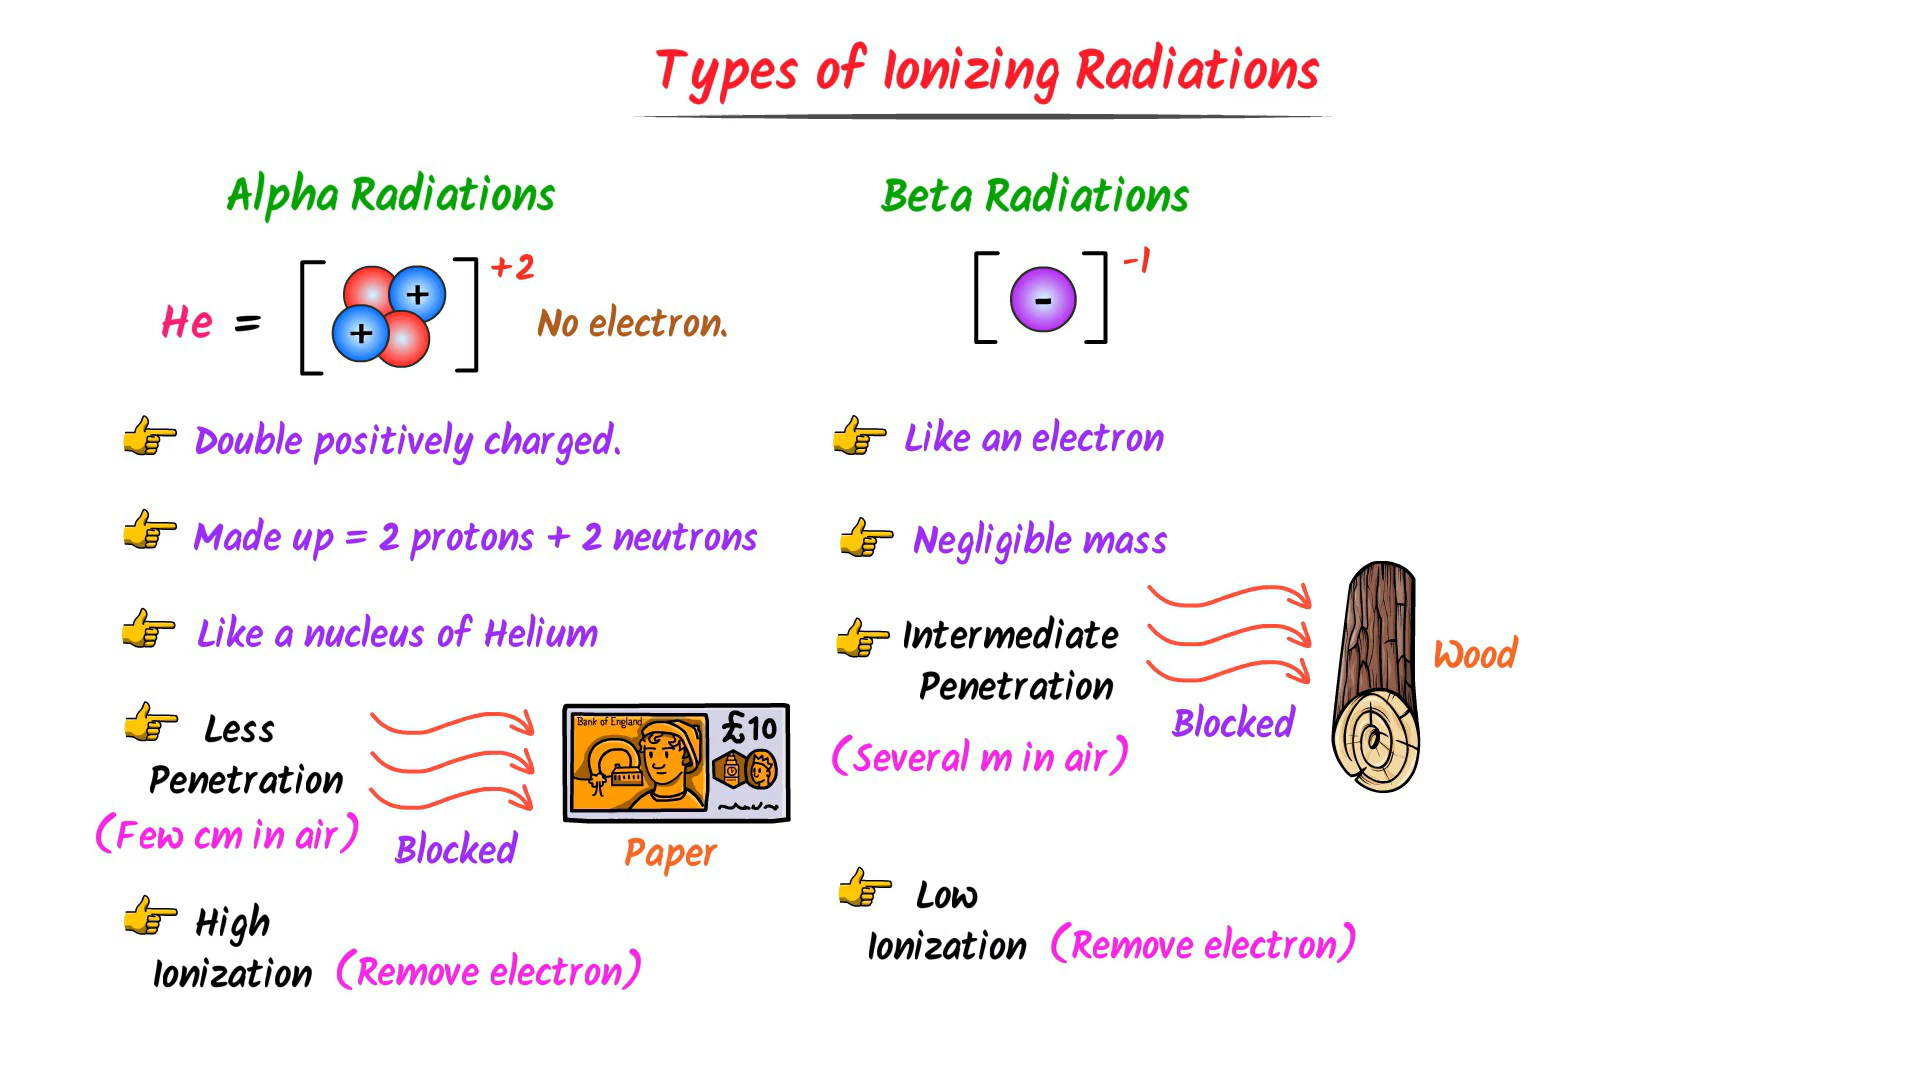 Types of Ionizing Radiations
Alpha Radiations
He = [ + + ] +2
No electron.
Double positively charged.
Made up = 2 protons + 2 neutrons
Like a nucleus of Helium
Less
Penetration
(Few cm in air)
Blocked
Bank of England
£10
Paper
High
Ionization (Remove electron)
Beta Radiations
[ - ] -1
Like an electron
Negligible mass
Intermediate
Penetration
(Several m in air)
Blocked
Wood
Low
Ionization (Remove electron)